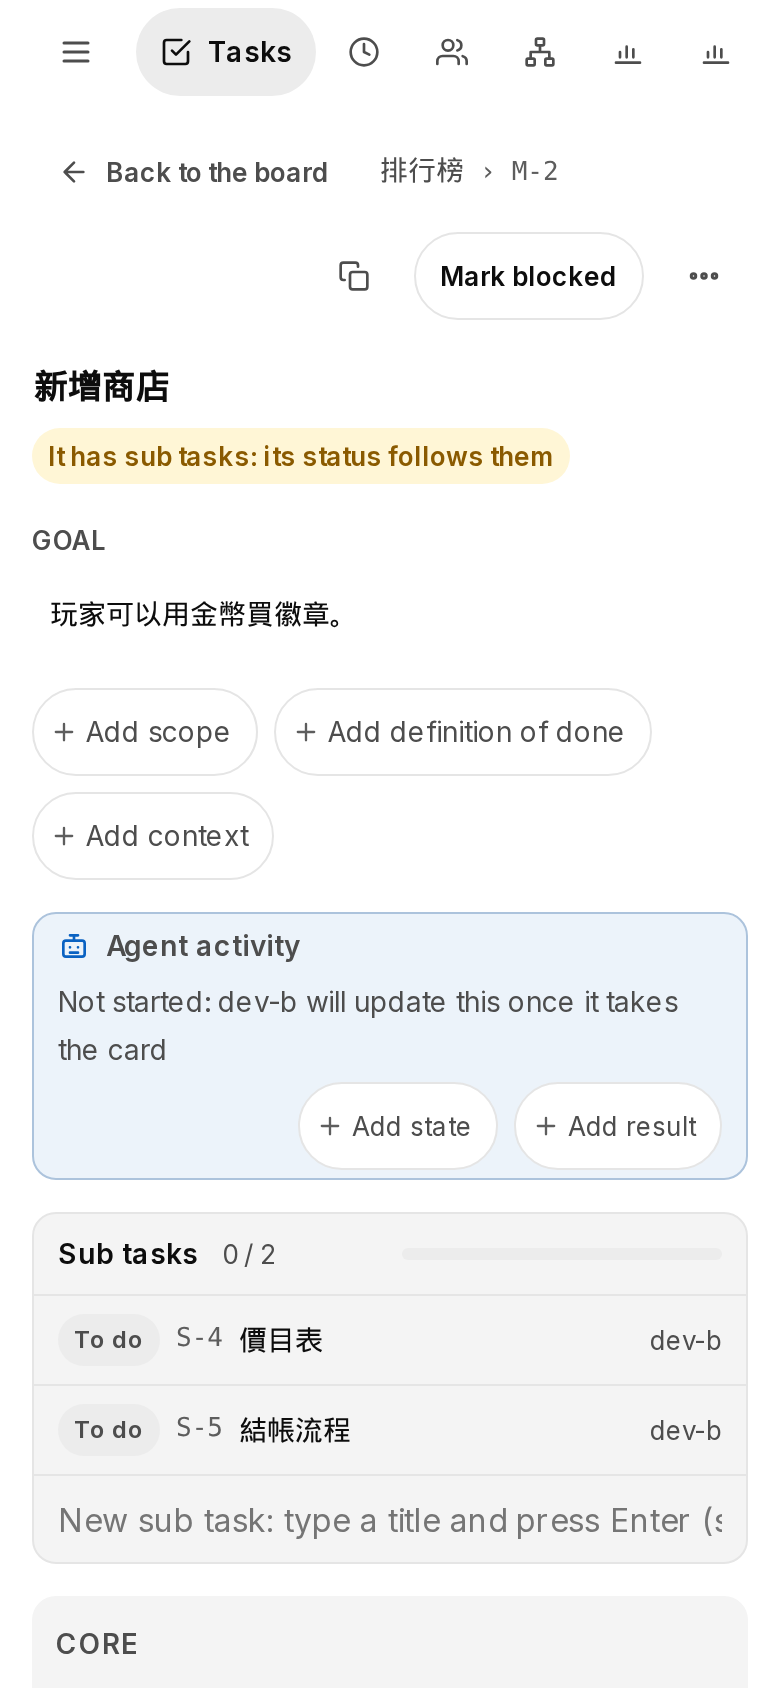 Tasks
Back to the board 排行榜 › M-2
Mark blocked
新增商店
It has sub tasks: its status follows them
GOAL
玩家可以用金幣買徽章。
Add scope Add definition of done
Add context
Agent activity
Not started: dev-b will update this once it takes
the card
Add state Add result
Sub tasks 0 / 2
To do S-4 價目表 dev-b
To do S-5 結帳流程 dev-b
New sub task: type a title and press Enter (
CORE